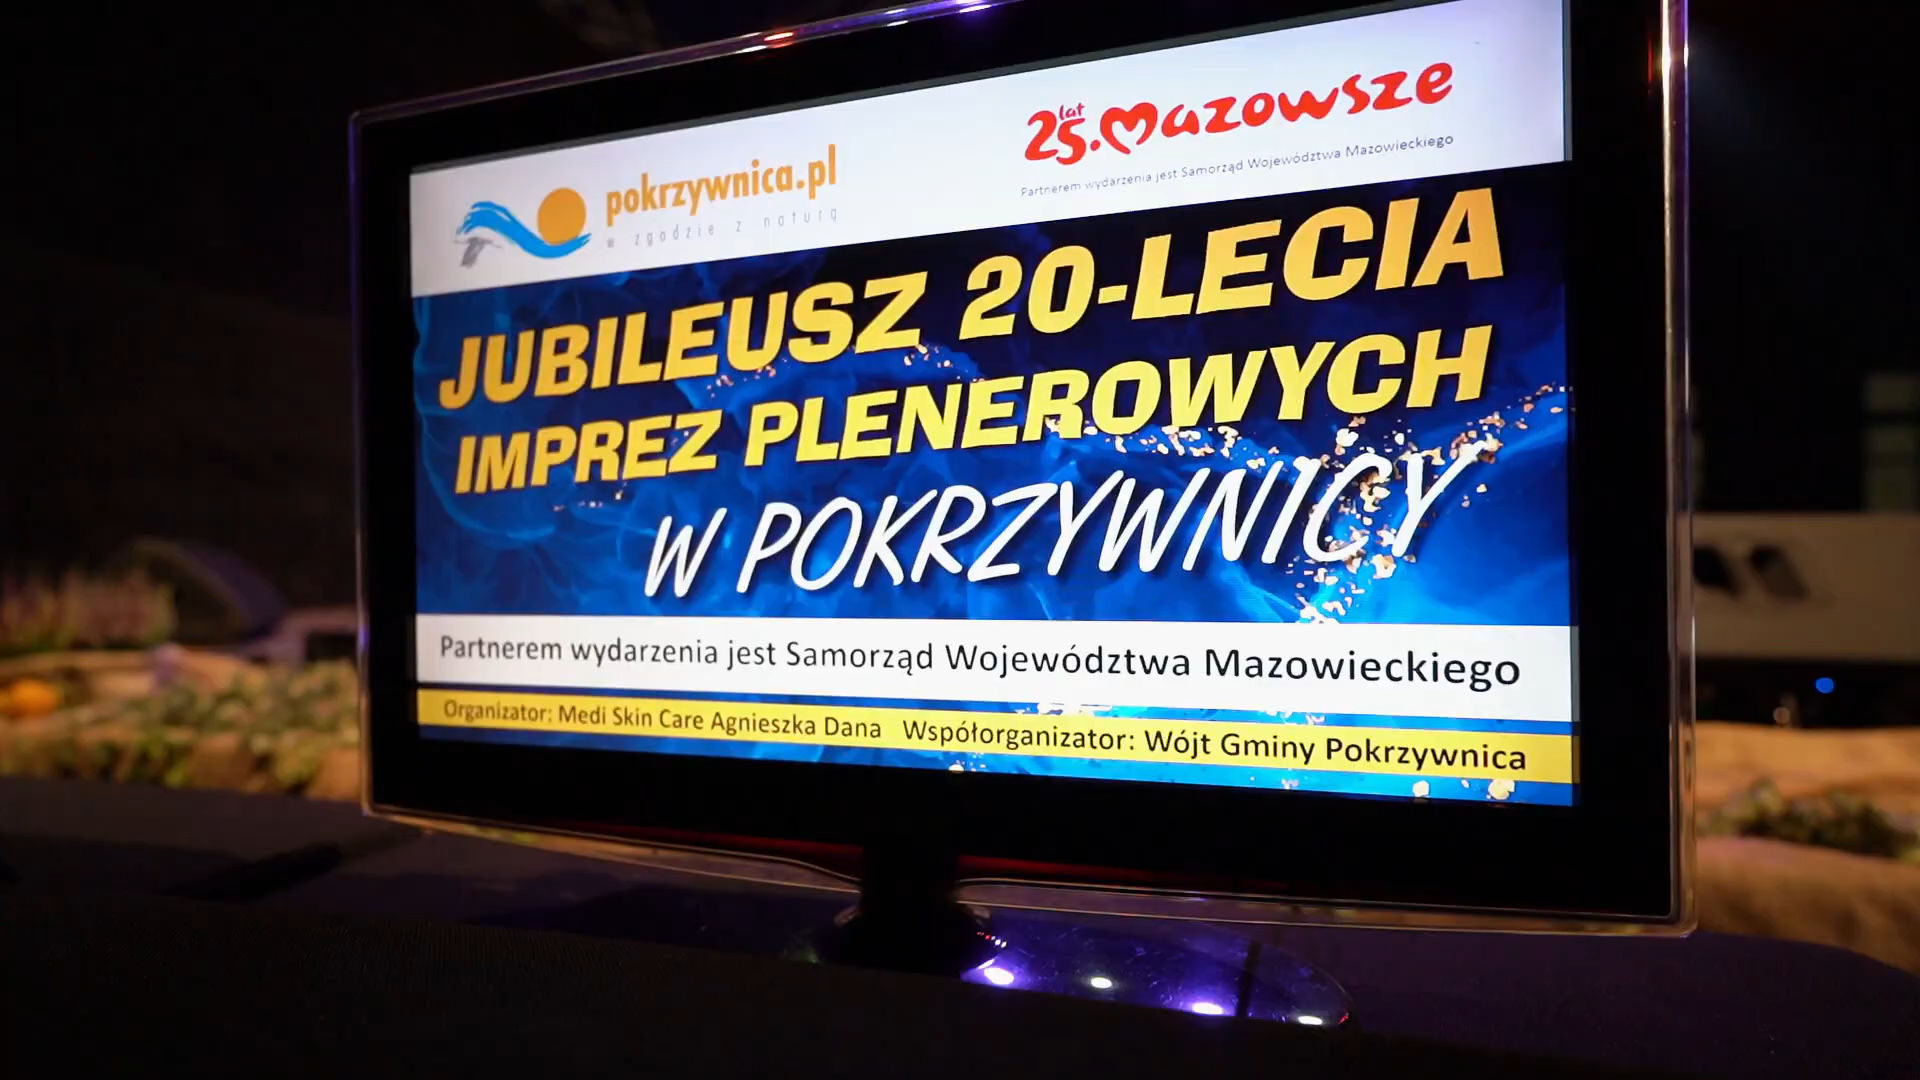 pokrzywnica.pl
w zgodzie z naturą
25 lat Mazowsze
Partnerem wydarzenia jest Samorząd Województwa Mazowieckiego
JUBILEUSZ 20-LECIA
IMPREZ PLENEROWYCH
W POKRZYWNICY
Partnerem wydarzenia jest Samorząd Województwa Mazowieckiego
Organizator: Medi Skin Care Agnieszka Dana Współorganizator: Wójt Gminy Pokrzywnica